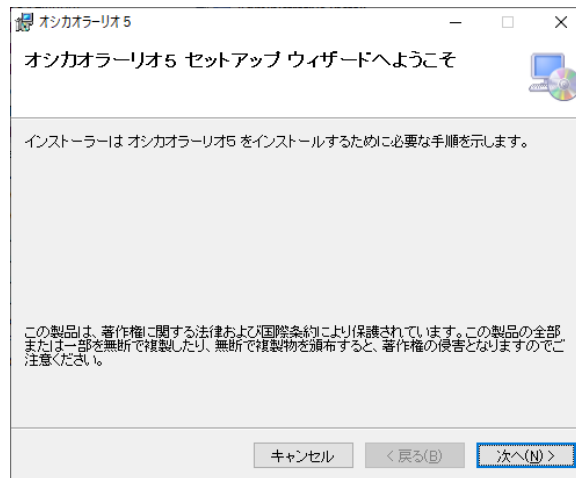 オシカオラーリオ 5
オシカオラーリオ5 セットアップ ウィザードへようこそ
インストーラーは オシカオラーリオ5 をインストールするために必要な手順を示します。
この製品は、著作権に関する法律および国際条約により保護されています。この製品の全部
または一部を無断で複製したり、無断で複製物を頒布すると、著作権の侵害となりますのでご
注意ください。
キャンセル
< 戻る(B)
次へ(N) >